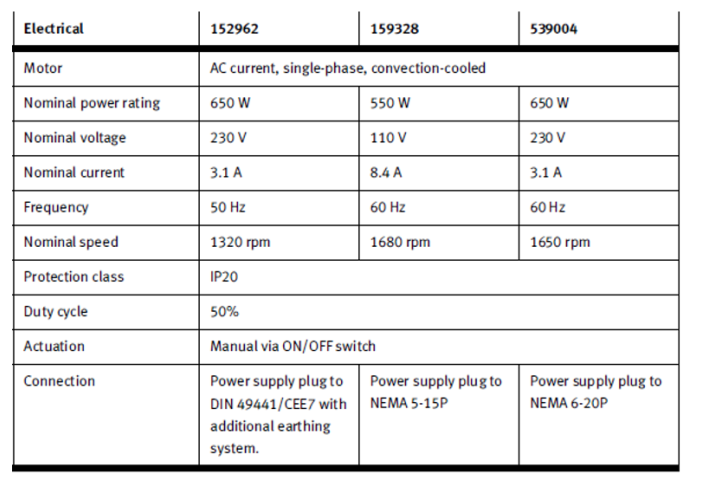 Electrical 152962 159328 539004
Motor AC current, single-phase, convection-cooled
Nominal power rating 650 W 550 W 650 W
Nominal voltage 230 V 110 V 230 V
Nominal current 3.1 A 8.4 A 3.1 A
Frequency 50 Hz 60 Hz 60 Hz
Nominal speed 1320 rpm 1680 rpm 1650 rpm
Protection class IP20
Duty cycle 50%
Actuation Manual via ON/OFF switch
Connection Power supply plug to Power supply plug to Power supply plug to
DIN 49441/CEE7 with NEMA 5-15P NEMA 6-20P
additional earthing
system.